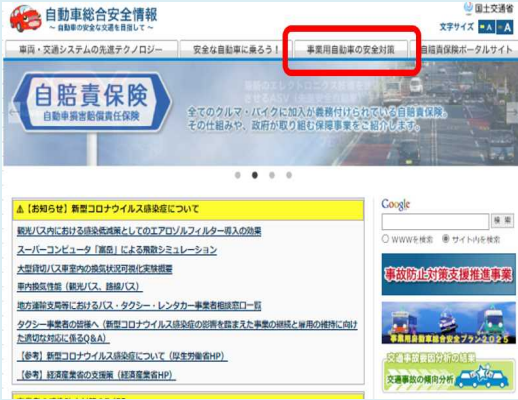 自動車総合安全情報
～ 自動車の安全な交通を目指して ～
国土交通省
文字サイズ A A
車両・交通システムの先進テクノロジー
安全な自動車に乗ろう！
事業用自動車の安全対策
自賠責保険ポータルサイト
自賠責保険
自動車損害賠償責任保険
全てのクルマ・バイクに加入が義務付けられている自賠責保険。
その仕組みや、政府が取り組む保障事業をご紹介します。
⚠【お知らせ】新型コロナウイルス感染症について
観光バス内における感染低減策としてのエアロゾルフィルター導入の効果
スーパーコンピュータ「富岳」による飛散シミュレーション
大型貸切バス車室内の換気状況可視化実験概要
車内換気性能（観光バス、路線バス）
地方運輸支局等におけるバス・タクシー・レンタカー事業者相談窓口一覧
タクシー事業者の皆様へ（新型コロナウイルス感染症の影響を踏まえた事業の継続と雇用の維持に向け
た適切な対応に係るQ＆A）
【参考】新型コロナウイルス感染症について（厚生労働省HP）
【参考】経済産業省の支援策（経済産業省HP）
Google
検索
WWWを検索 サイト内を検索
事故防止対策支援推進事業
事業用自動車総合安全プラン2025
交通事故要因分析の結果
交通事故の傾向分析